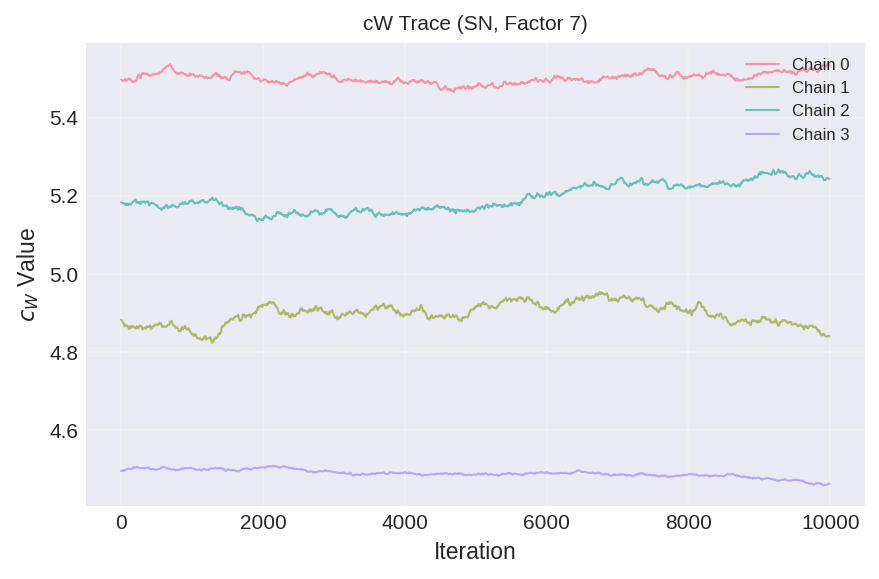 cW Trace (SN, Factor 7)
Chain 0
Chain 1
Chain 2
Chain 3
5.4
5.2
5.0
4.8
4.6
c_W Value
0 2000 4000 6000 8000 10000
Iteration